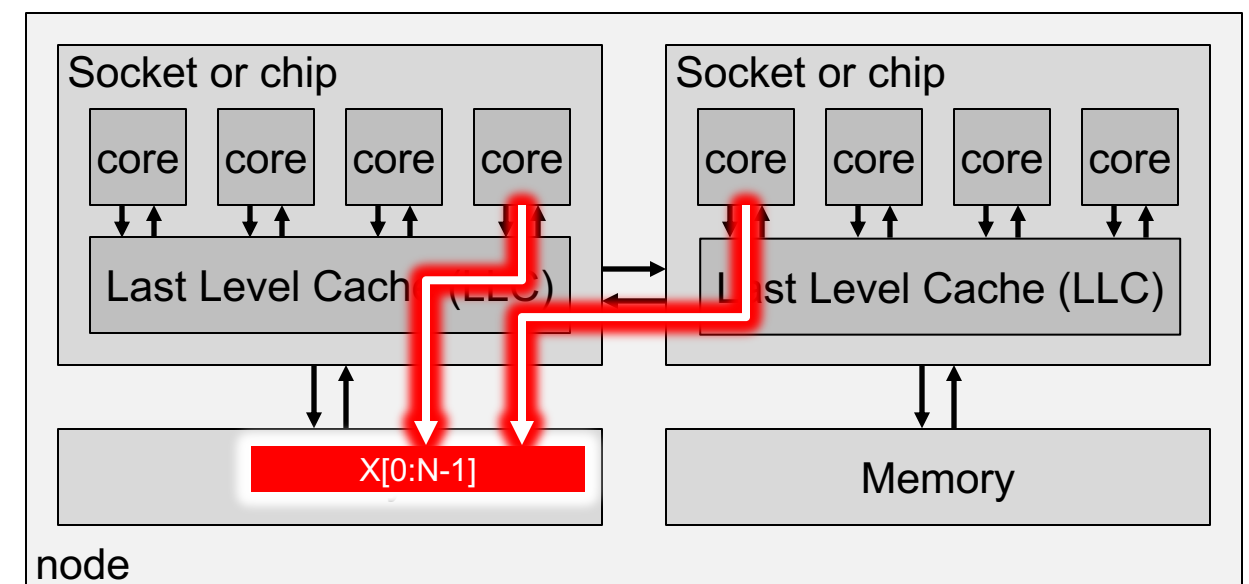 Socket or chip
Socket or chip
core core core core
core core core core
Last Level Cache (LLC)
Last Level Cache (LLC)
X[0:N-1]
Memory
node